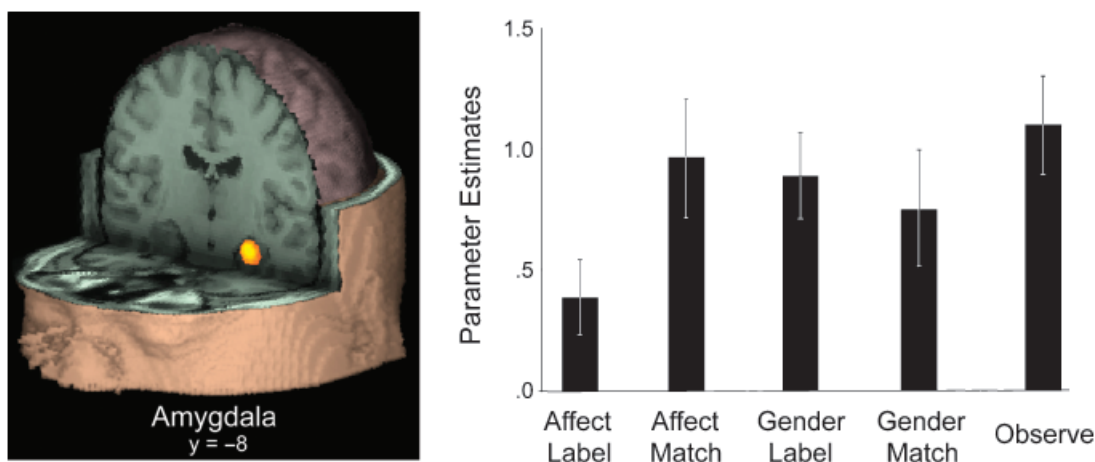 Amygdala
y = –8
Parameter Estimates
1.5
1.0
.5
.0
Affect Label
Affect Match
Gender Label
Gender Match
Observe